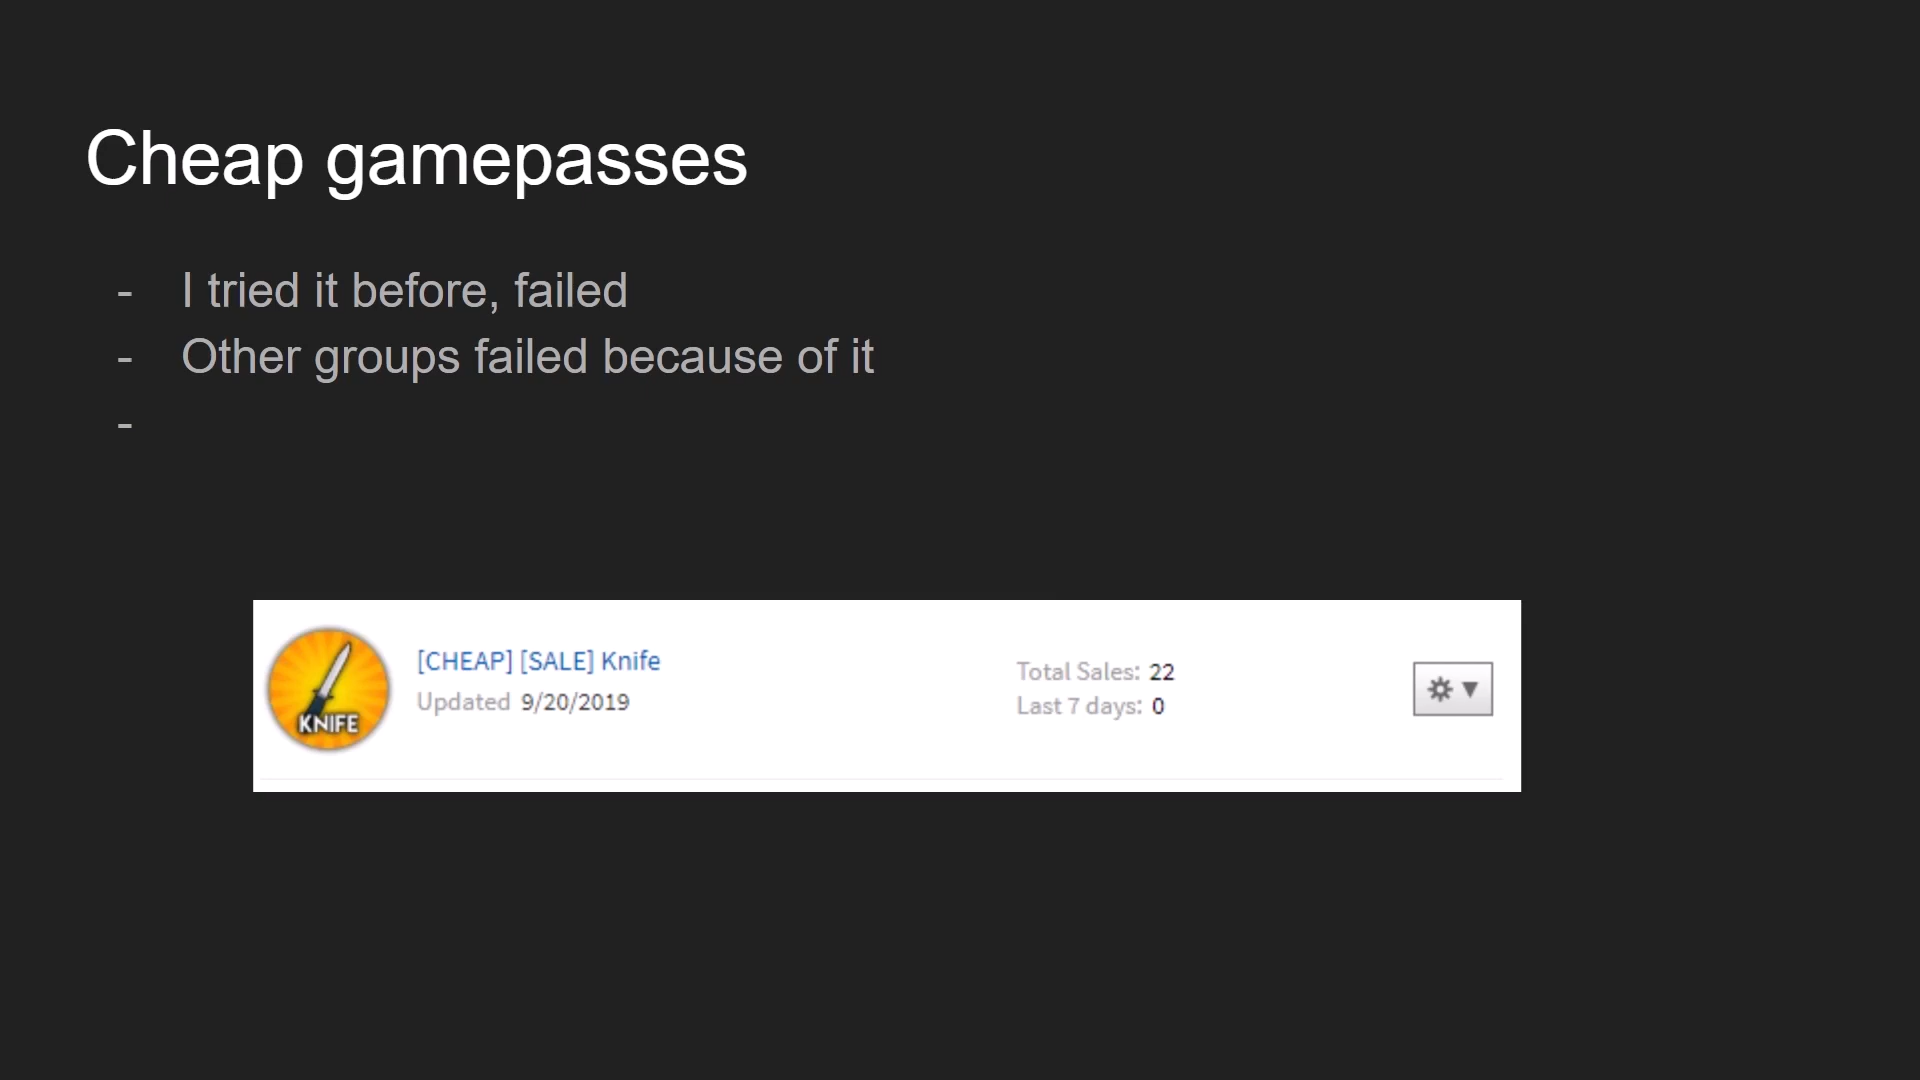 Cheap gamepasses
- I tried it before, failed
- Other groups failed because of it
-
[CHEAP] [SALE] Knife
Updated 9/20/2019
KNIFE
Total Sales: 22
Last 7 days: 0